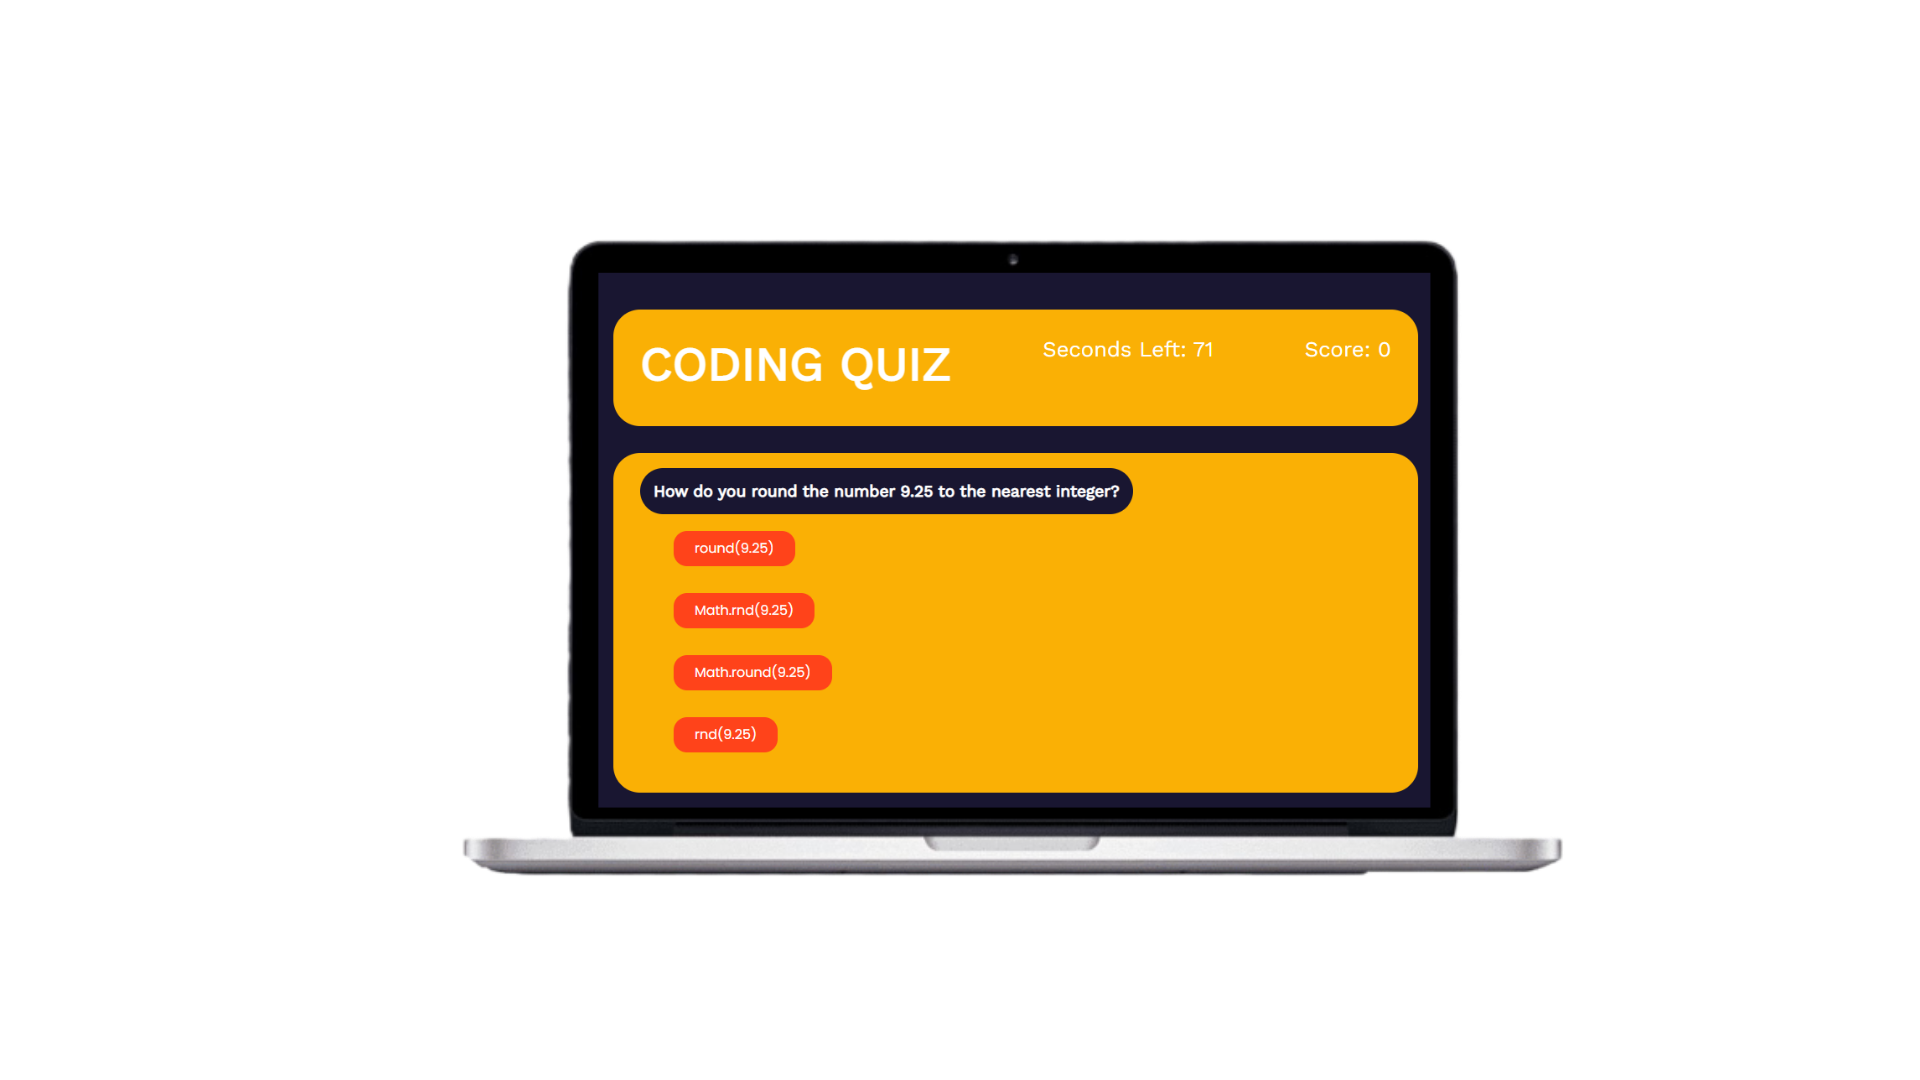 CODING QUIZ
Seconds Left: 71
Score: 0
How do you round the number 9.25 to the nearest integer?
round(9.25)
Math.rnd(9.25)
Math.round(9.25)
rnd(9.25)